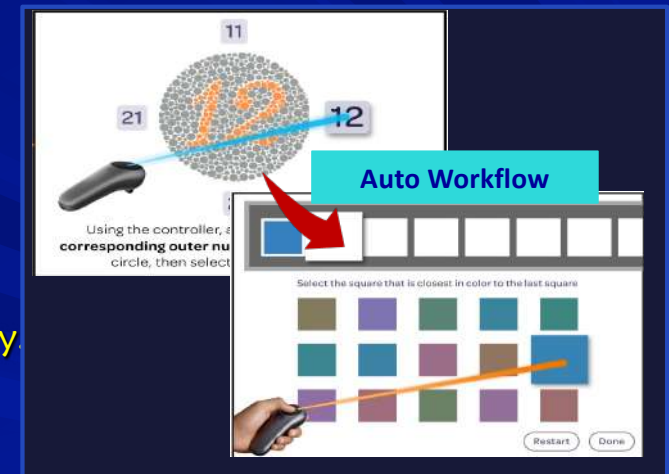 11
21
12
12
Auto Workflow
Using the controller, a
corresponding outer nu
circle, then select
Select the square that is closest in color to the last square
y.
Restart
Done